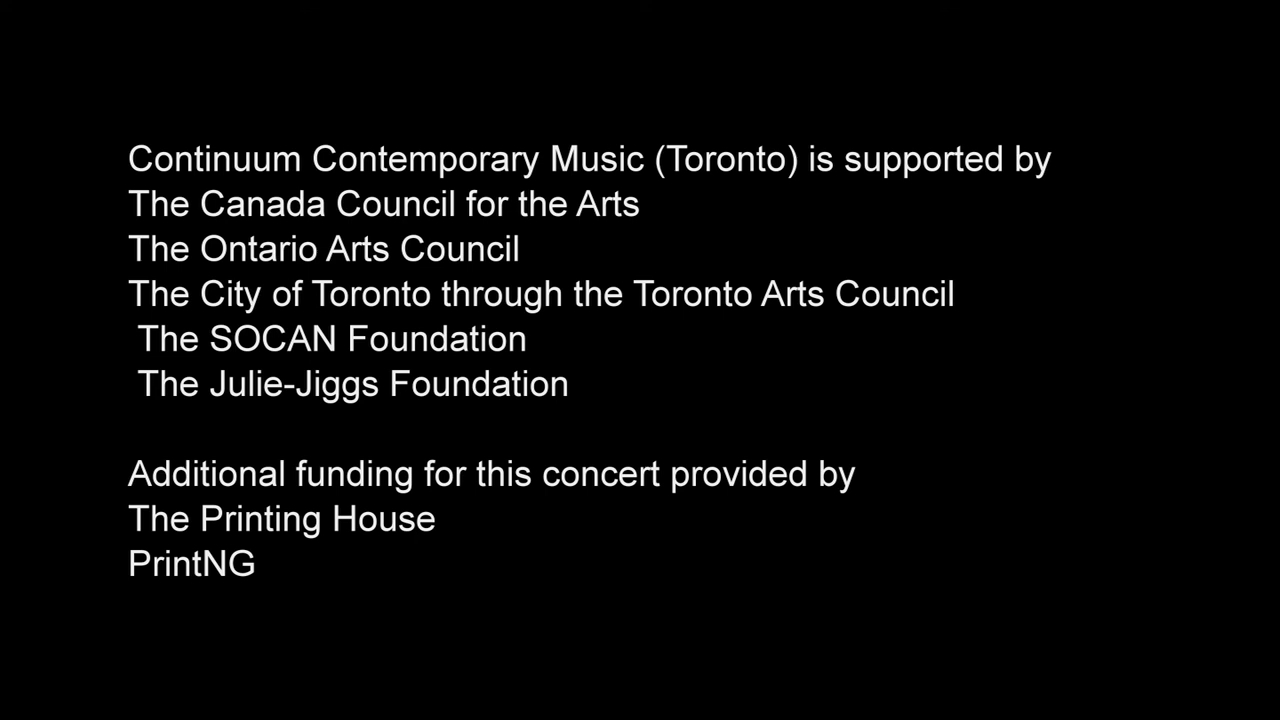 Continuum Contemporary Music (Toronto) is supported by
The Canada Council for the Arts
The Ontario Arts Council
The City of Toronto through the Toronto Arts Council
The SOCAN Foundation
The Julie-Jiggs Foundation
Additional funding for this concert provided by
The Printing House
PrintNG